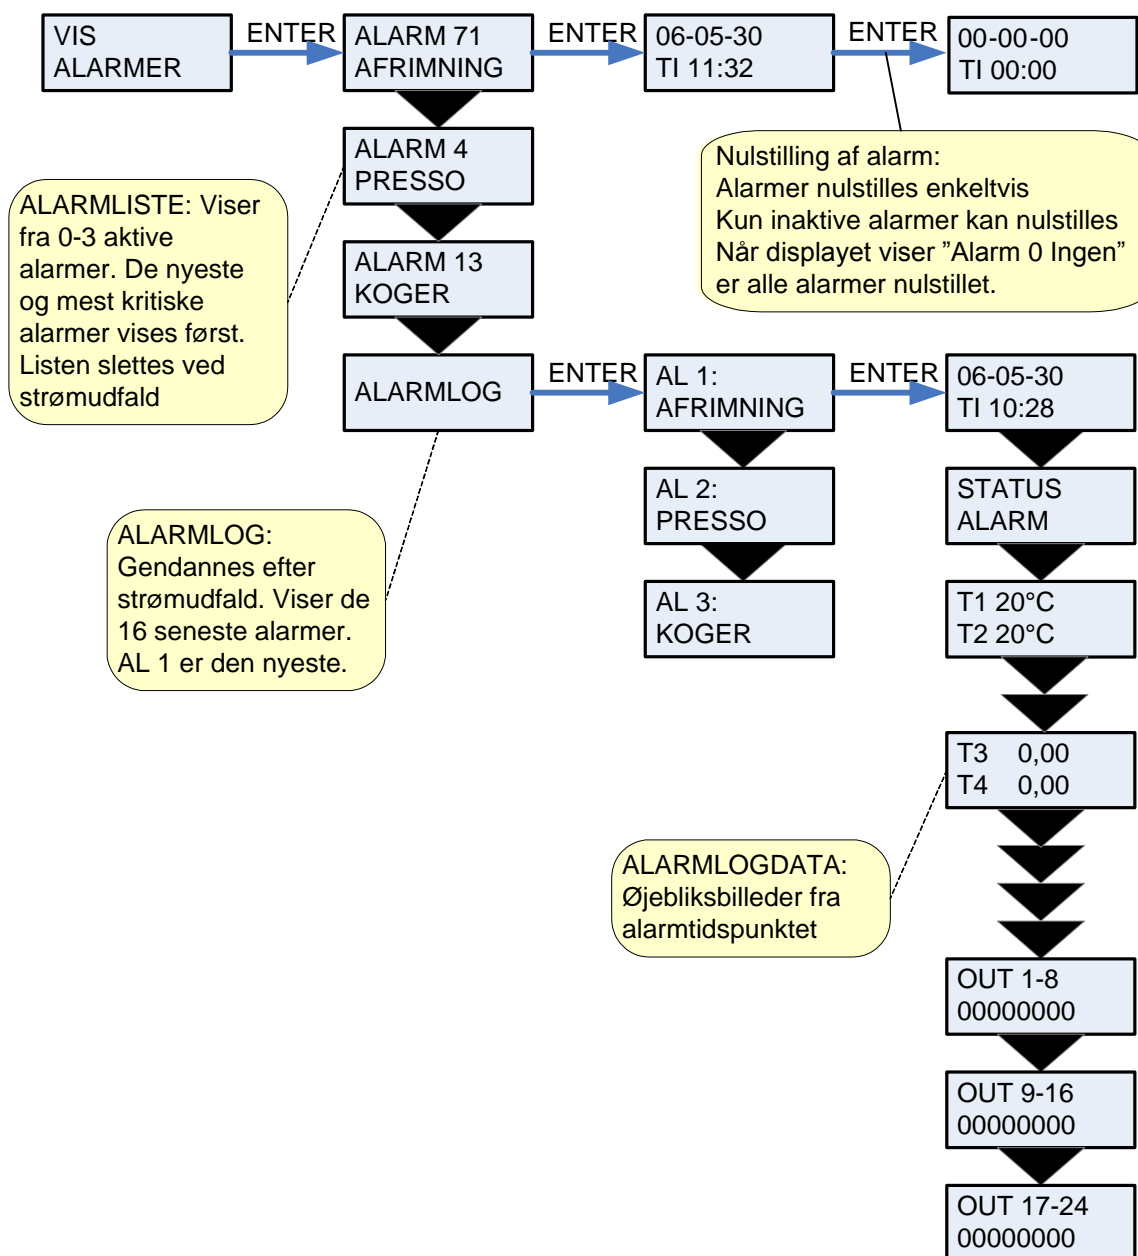 VIS
ALARMER
ENTER
ALARM 71
AFRIMNING
ENTER
06-05-30
TI 11:32
ENTER
00-00-00
TI 00:00
ALARM 4
PRESSO
Nulstilling af alarm:
Alarmer nulstilles enkeltvis
Kun inaktive alarmer kan nulstilles
Når displayet viser ”Alarm 0 Ingen”
er alle alarmer nulstillet.
ALARMLISTE: Viser
fra 0-3 aktive
alarmer. De nyeste
og mest kritiske
alarmer vises først.
Listen slettes ved
strømudfald
ALARM 13
KOGER
ALARMLOG
ENTER
AL 1:
AFRIMNING
ENTER
06-05-30
TI 10:28
AL 2:
PRESSO
STATUS
ALARM
ALARMLOG:
Gendannes efter
strømudfald. Viser de
16 seneste alarmer.
AL 1 er den nyeste.
AL 3:
KOGER
T1 20°C
T2 20°C
T3 0,00
T4 0,00
ALARMLOGDATA:
Øjebliksbilleder fra
alarmtidspunktet
OUT 1-8
00000000
OUT 9-16
00000000
OUT 17-24
00000000